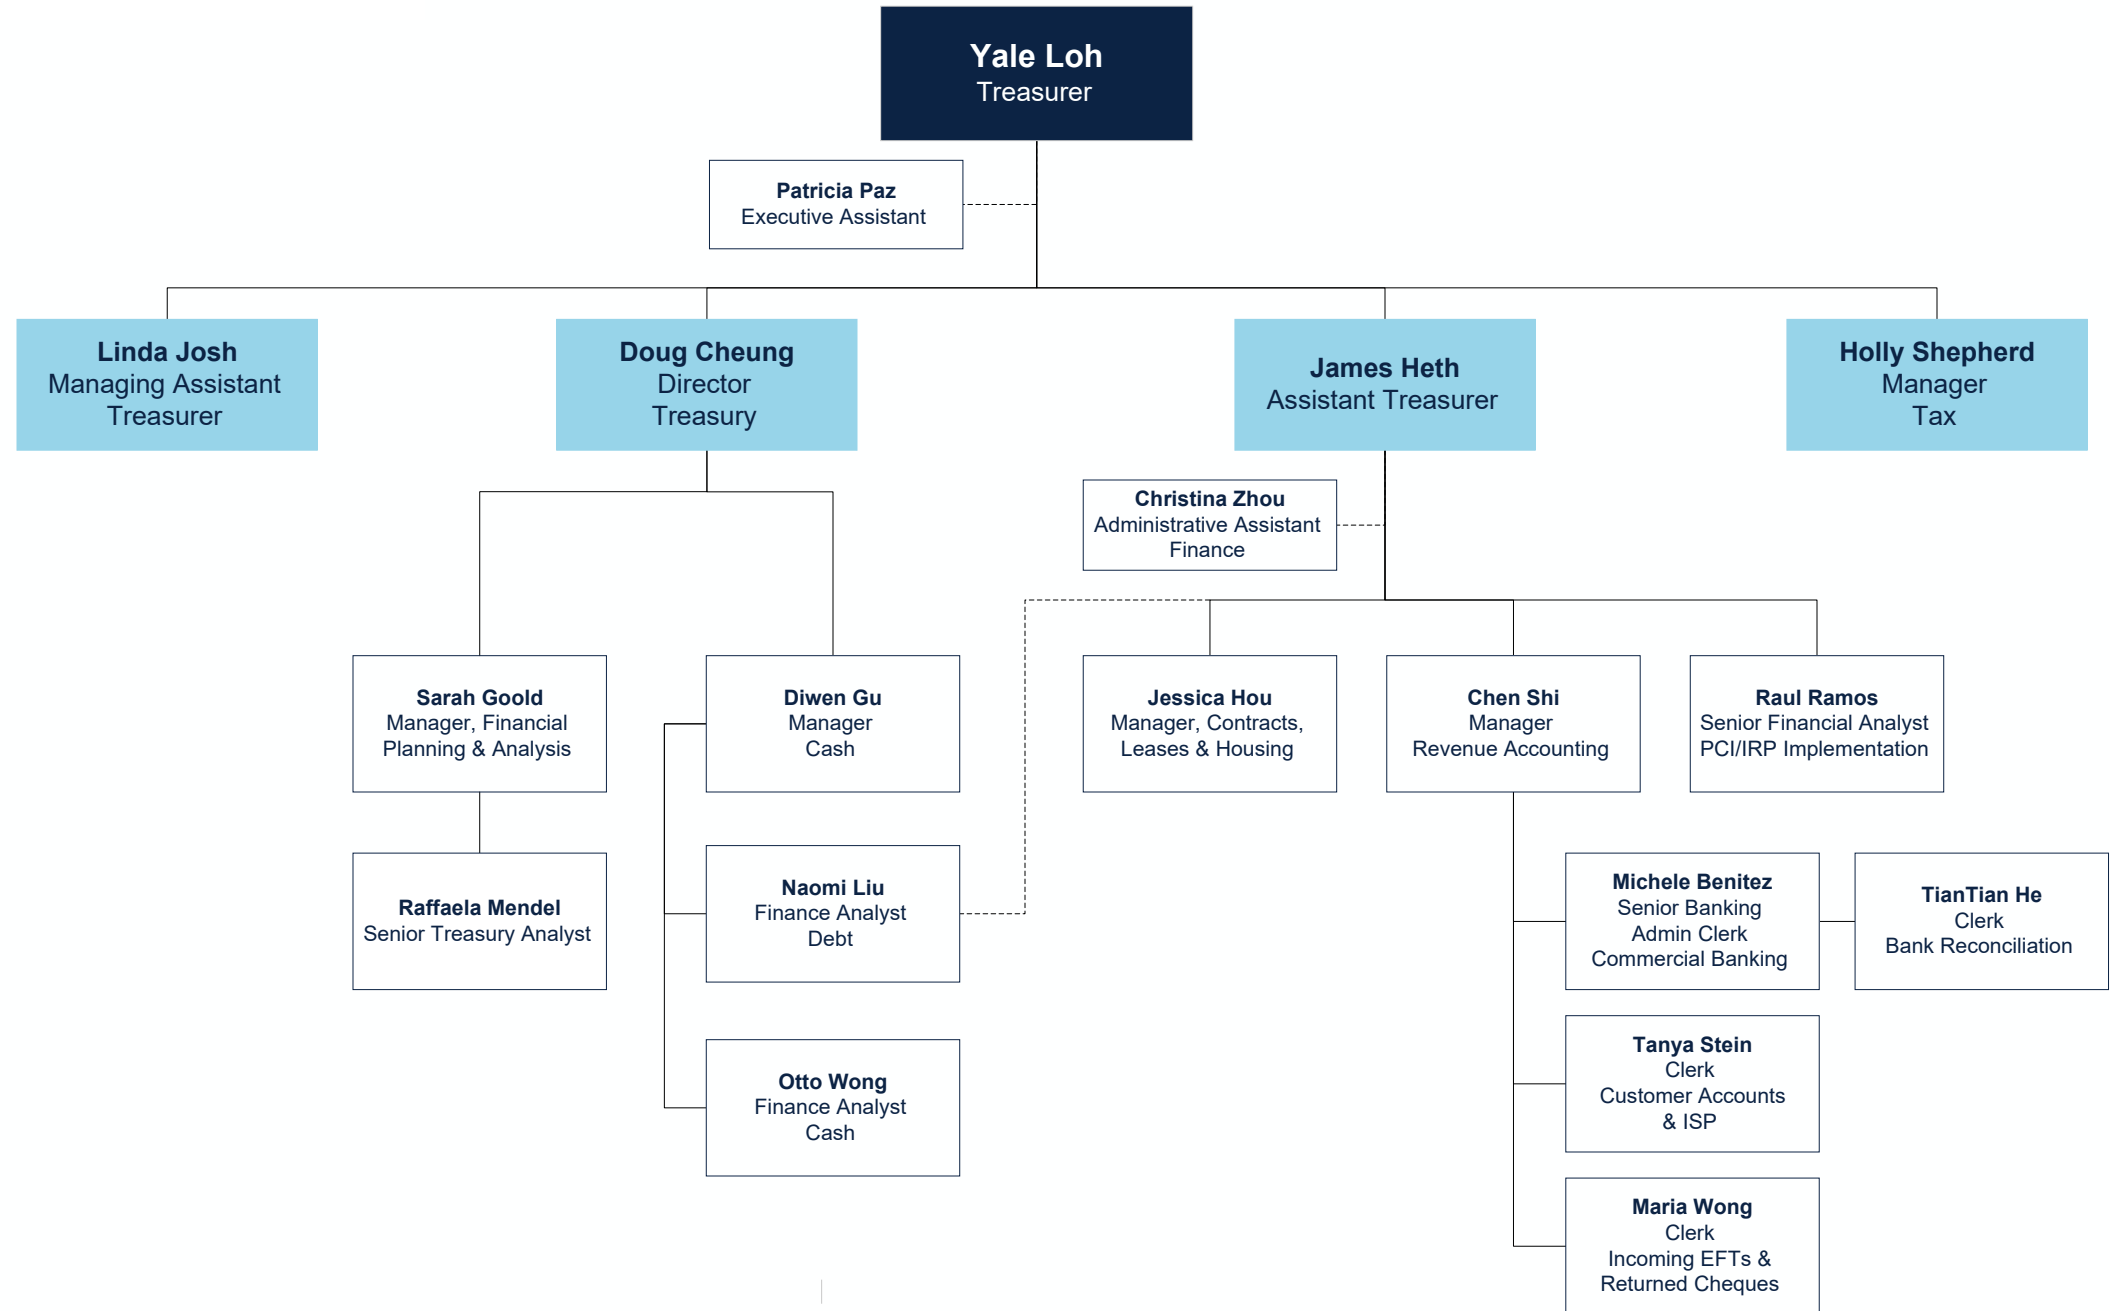 Yale Loh
Treasurer
Patricia Paz
Executive Assistant
Linda Josh
Managing Assistant
Treasurer
Doug Cheung
Director
Treasury
James Heth
Assistant Treasurer
Holly Shepherd
Manager
Tax
Christina Zhou
Administrative Assistant
Finance
Sarah Goold
Manager, Financial
Planning & Analysis
Diwen Gu
Manager
Cash
Jessica Hou
Manager, Contracts,
Leases & Housing
Chen Shi
Manager
Revenue Accounting
Raul Ramos
Senior Financial Analyst
PCI/IRP Implementation
Raffaela Mendel
Senior Treasury Analyst
Naomi Liu
Finance Analyst
Debt
Michele Benitez
Senior Banking
Admin Clerk
Commercial Banking
TianTian He
Clerk
Bank Reconciliation
Otto Wong
Finance Analyst
Cash
Tanya Stein
Clerk
Customer Accounts
& ISP
Maria Wong
Clerk
Incoming EFTs &
Returned Cheques